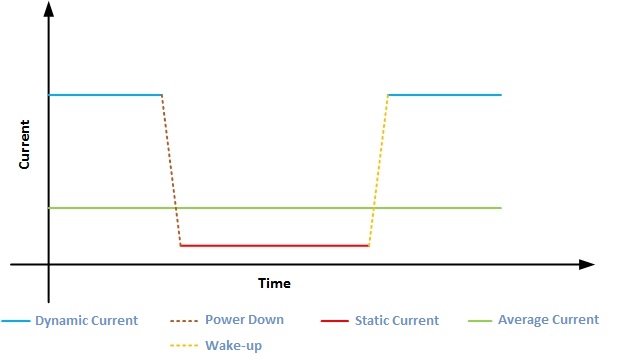 Current
Time
Dynamic Current
Power Down
Static Current
Average Current
Wake-up